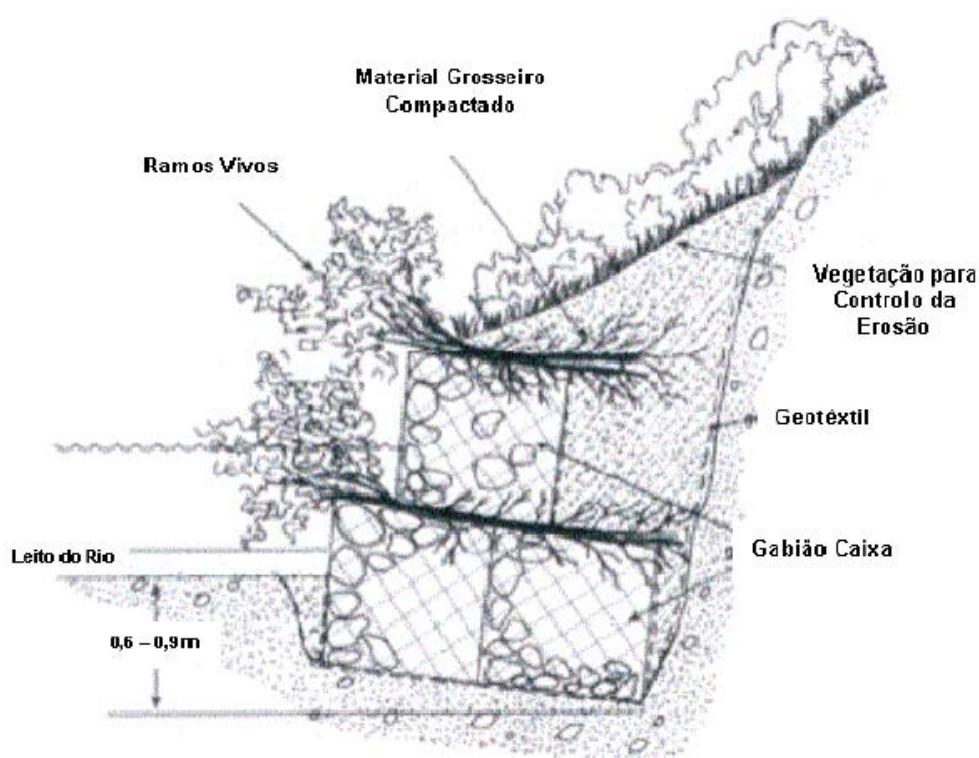 Material Grosseiro
Compactado
Ramos Vivos
Vegetação para
Controlo da
Erosão
Geotêxtil
Leito do Rio
Gabião Caixa
0,6 – 0,9m